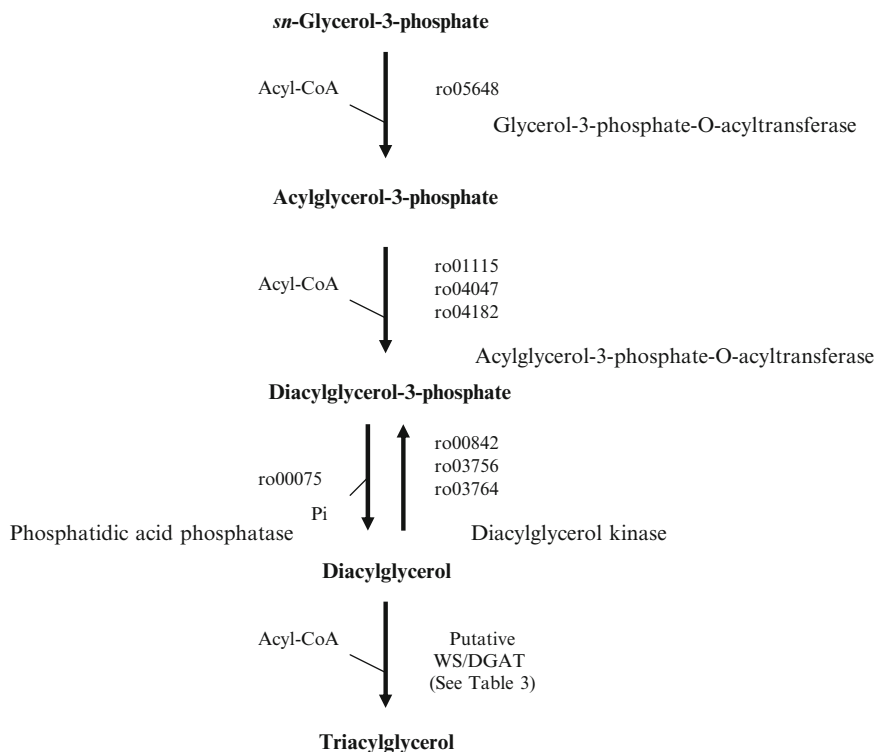 sn-Glycerol-3-phosphate
Acyl-CoA
ro05648
Glycerol-3-phosphate-O-acyltransferase
Acylglycerol-3-phosphate
Acyl-CoA
ro01115
ro04047
ro04182
Acylglycerol-3-phosphate-O-acyltransferase
Diacylglycerol-3-phosphate
ro00075
Pi
Phosphatidic acid phosphatase
ro00842
ro03756
ro03764
Diacylglycerol kinase
Diacylglycerol
Acyl-CoA
Putative
WS/DGAT
(See Table 3)
Triacylglycerol